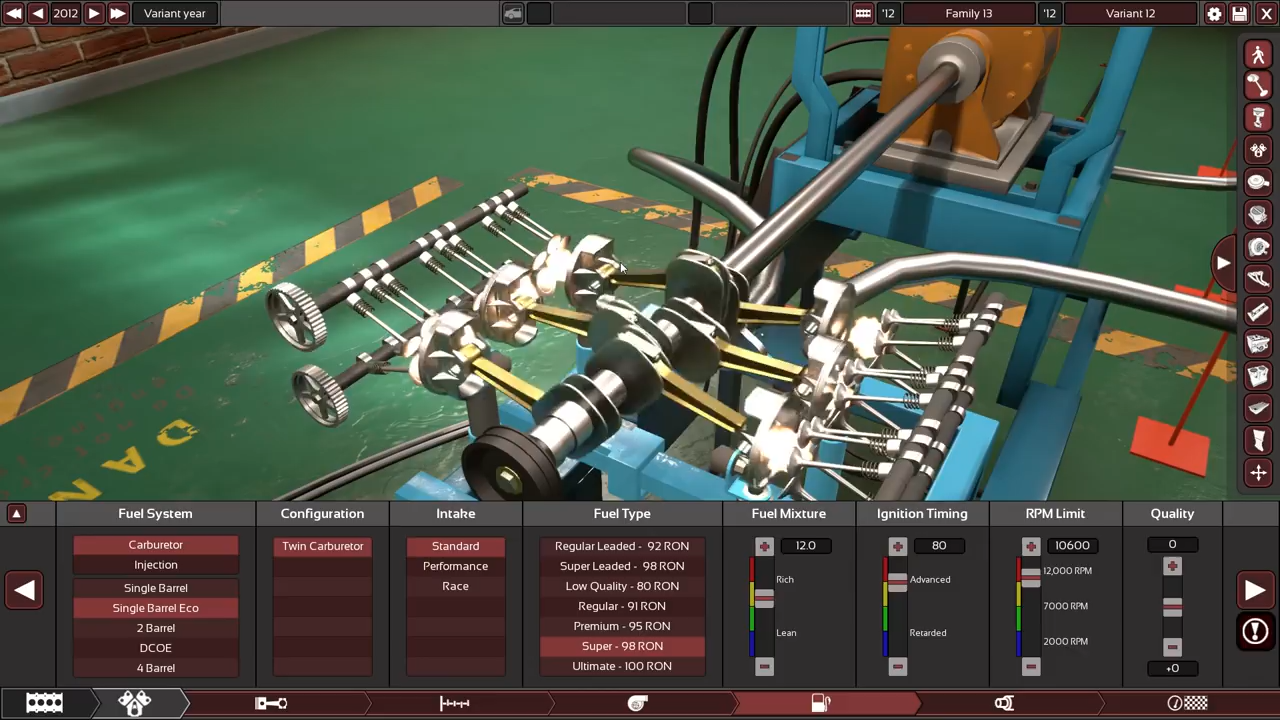 2012 Variant year '12 Family 13 '12 Variant 12
D A N
Fuel System Configuration Intake Fuel Type Fuel Mixture Ignition Timing RPM Limit Quality
Carburetor
Injection
Single Barrel
Single Barrel Eco
2 Barrel
DCOE
4 Barrel
Twin Carburetor
Standard
Performance
Race
Regular Leaded - 92 RON
Super Leaded - 98 RON
Low Quality - 80 RON
Regular - 91 RON
Premium - 95 RON
Super - 98 RON
Ultimate - 100 RON
12.0
Rich
Lean
80
Advanced
Retarded
10600
12,000 RPM
7000 RPM
2000 RPM
0
+0